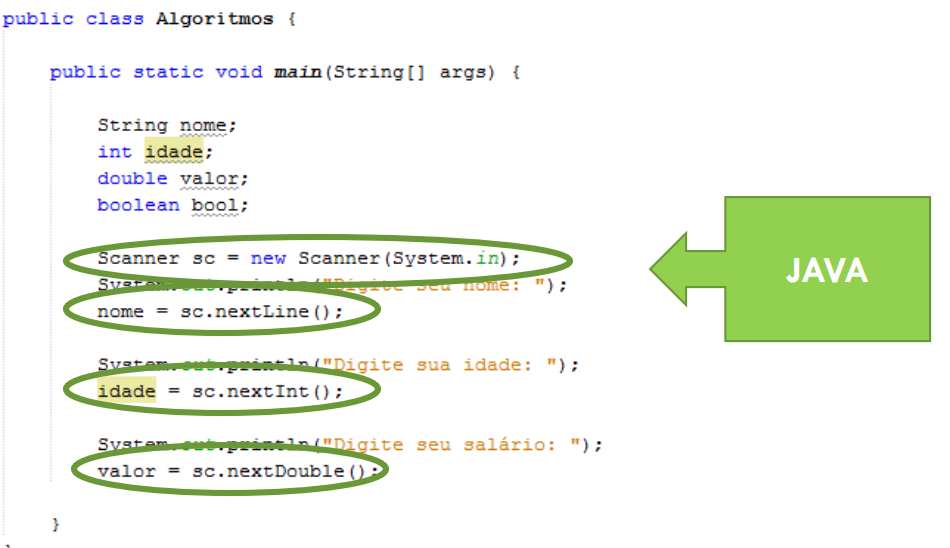 public class Algoritmos {
public static void main(String[] args) {
String nome;
int idade;
double valor;
boolean bool;
Scanner sc = new Scanner(System.in);
System.out.println("Digite seu nome: ");
nome = sc.nextLine();
System.out.println("Digite sua idade: ");
idade = sc.nextInt();
System.out.println("Digite seu salário: ");
valor = sc.nextDouble();
}
JAVA